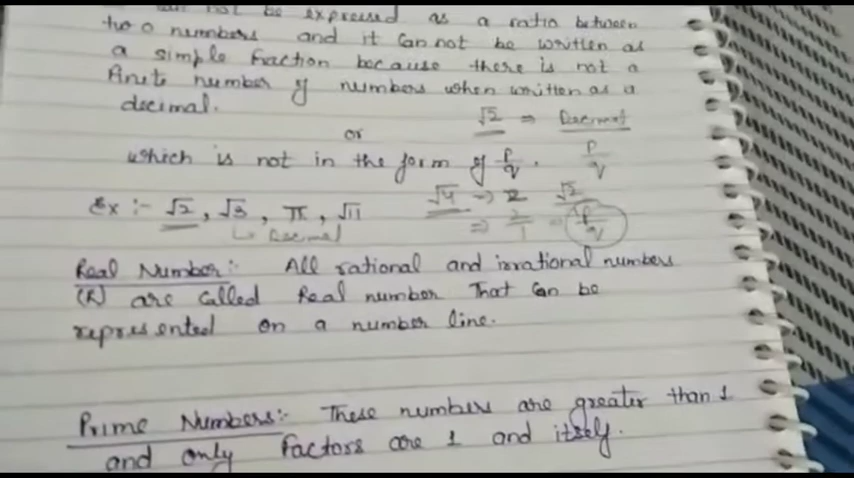 not be expressed as a ratio between
two numbers and it can not be written as
a simple fraction because there is not a
finite number of numbers when written as a
decimal.
√2 ⇒ Decimal
or
which is not in the form of p/q. p/q
Ex :- √2, √3, π, √11
√4 → 2 √2
↳ Decimal
⇒ 2/1 = p/q
Real Number:- All rational and irrational numbers
(R) are called Real number That can be
represented on a number line.
Prime Numbers:- These numbers are greater than 1
and only factors are 1 and itself.